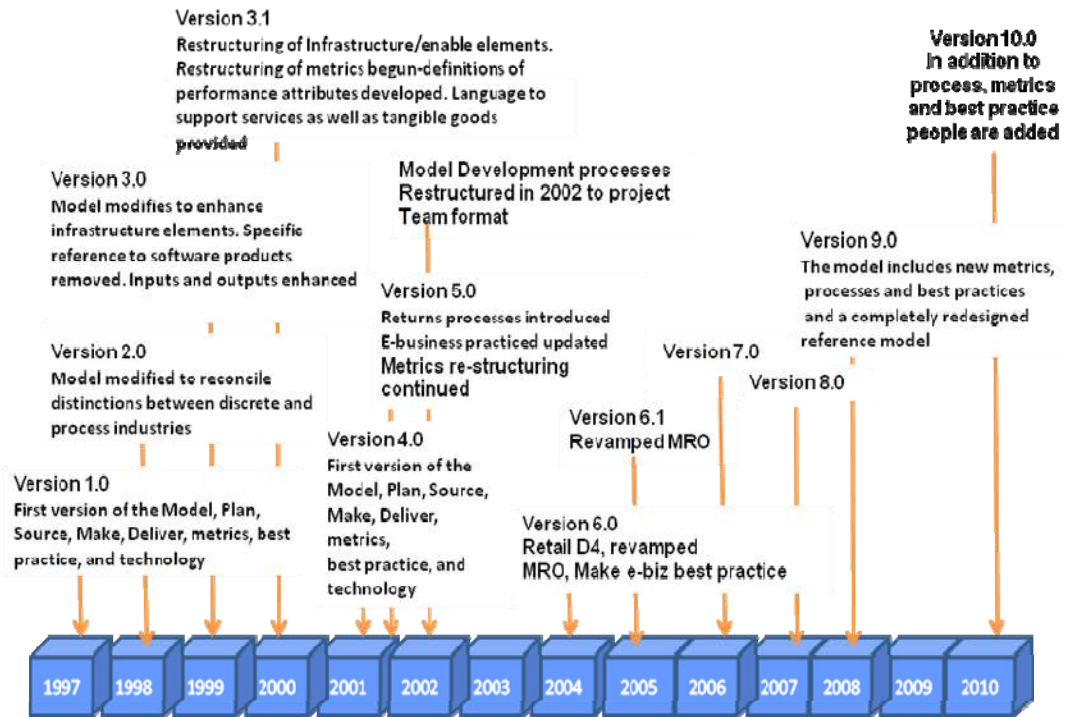 Version 3.1
Restructuring of Infrastructure/enable elements.
Restructuring of metrics begun-definitions of
performance attributes developed. Language to
support services as well as tangible goods
provided
Version 10.0
In addition to
process, metrics
and best practice
people are added
Version 3.0
Model modifies to enhance
infrastructure elements. Specific
reference to software products
removed. Inputs and outputs enhanced
Model Development processes
Restructured in 2002 to project
Team format
Version 9.0
The model includes new metrics,
processes and best practices
and a completely redesigned
reference model
Version 5.0
Returns processes introduced
E-business practiced updated
Metrics re-structuring
continued
Version 2.0
Model modified to reconcile
distinctions between discrete and
process industries
Version 7.0
Version 8.0
Version 6.1
Revamped MRO
Version 4.0
First version of the
Model, Plan, Source,
Make, Deliver,
metrics,
best practice, and
technology
Version 1.0
First version of the Model, Plan,
Source, Make, Deliver, metrics, best
practice, and technology
Version 6.0
Retail D4, revamped
MRO, Make e-biz best practice
1997 1998 1999 2000 2001 2002 2003 2004 2005 2006 2007 2008 2009 2010